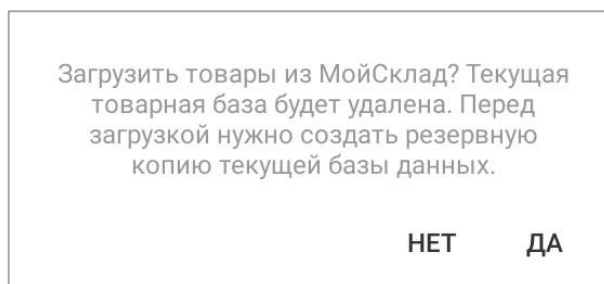 Загрузить товары из МойСклад? Текущая
товарная база будет удалена. Перед
загрузкой нужно создать резервную
копию текущей базы данных.
НЕТ ДА